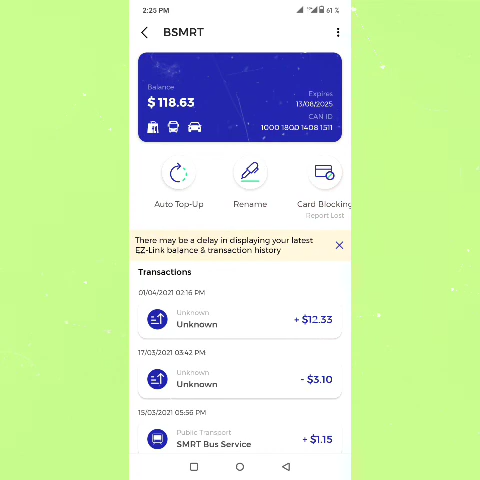 2:25 PM
61 %
BSMRT
Balance
$ 118.63
Expires
13/08/2025
CAN ID
1000 1800 1408 1511
Auto Top-Up
Rename
Card Blocking
Report Lost
There may be a delay in displaying your latest
EZ-Link balance & transaction history
Transactions
01/04/2021 02:16 PM
Unknown
Unknown
+ $12.33
17/03/2021 03:42 PM
Unknown
Unknown
- $3.10
15/03/2021 05:56 PM
Public Transport
SMRT Bus Service
+ $1.15